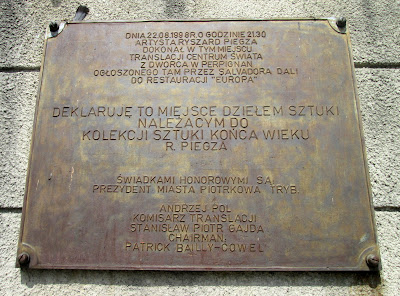 DNIA 22.08.1998R.O GODZINIE 21.30
ARTYSTA RYSZARD PIEGZA
DOKONAŁ W TYM MIEJSCU
TRANSLACJI CENTRUM ŚWIATA
Z DWORCA W PERPIGNAN
OGŁOSZONEGO TAM PRZEZ SALVADORA DALI
DO RESTAURACJI "EUROPA"
DEKLARUJĘ TO MIEJSCE DZIEŁEM SZTUKI
NALEŻĄCYM DO
KOLEKCJI SZTUKI KOŃCA WIEKU
R. PIEGZA
ŚWIADKAMI HONOROWYMI SĄ:
PREZYDENT MIASTA PIOTRKOWA TRYB.
ANDRZEJ POL
KOMISARZ TRANSLACJI
STANISŁAW PIOTR GAJDA
CHAIRMAN:
PATRICK BAILLY-COWEL